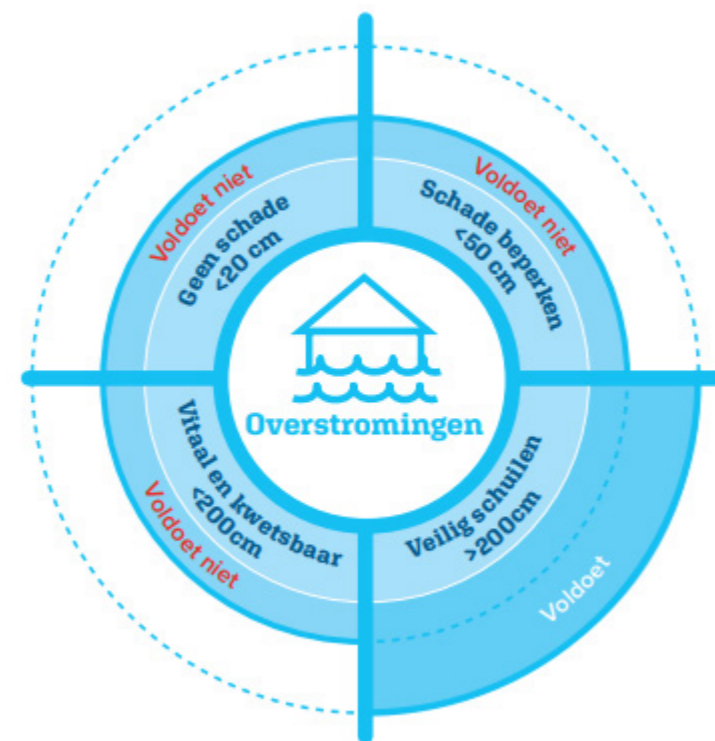 Voldoet niet
Geen schade
<20 cm
Voldoet niet
Schade beperken
<50 cm
Overstromingen
Vitaal en kwetsbaar
<200cm
Voldoet niet
Veilig schuilen
>200cm
Voldoet